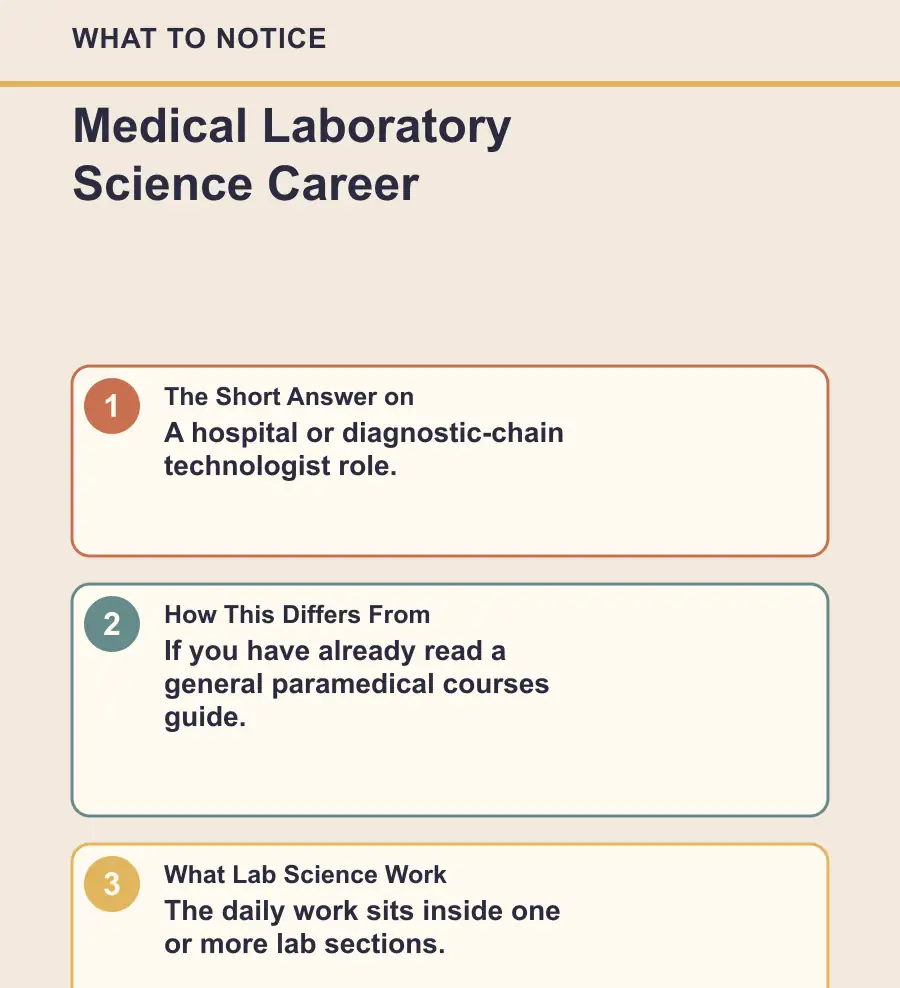 WHAT TO NOTICE
Medical Laboratory
Science Career
1
The Short Answer on
A hospital or diagnostic-chain
technologist role.
2
How This Differs From
If you have already read a
general paramedical courses
guide.
3
What Lab Science Work
The daily work sits inside one
or more lab sections.